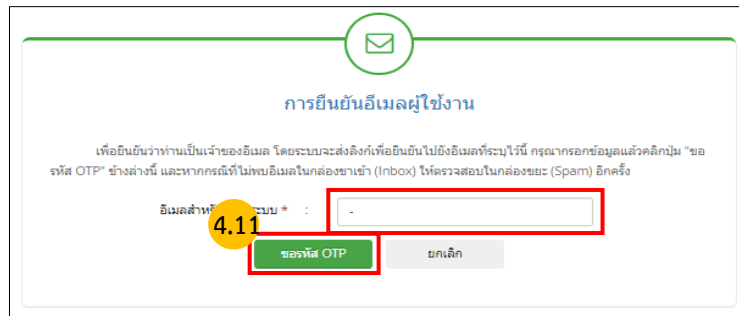 การยืนยันอีเมลผู้ใช้งาน
เพื่อยืนยันว่าท่านเป็นเจ้าของอีเมล โดยระบบจะส่งลิงก์เพื่อยืนยันไปยังอีเมลที่ระบุไว้นี้ กรุณากรอกข้อมูลแล้วคลิกปุ่ม "ขอ
รหัส OTP" ข้างล่างนี้ และหากกรณีที่ไม่พบอีเมลในกล่องขาเข้า (Inbox) ให้ตรวจสอบในกล่องขยะ (Spam) อีกครั้ง
อีเมลสำหรั ระบบ * : -
4.11
ขอรหัส OTP ยกเลิก